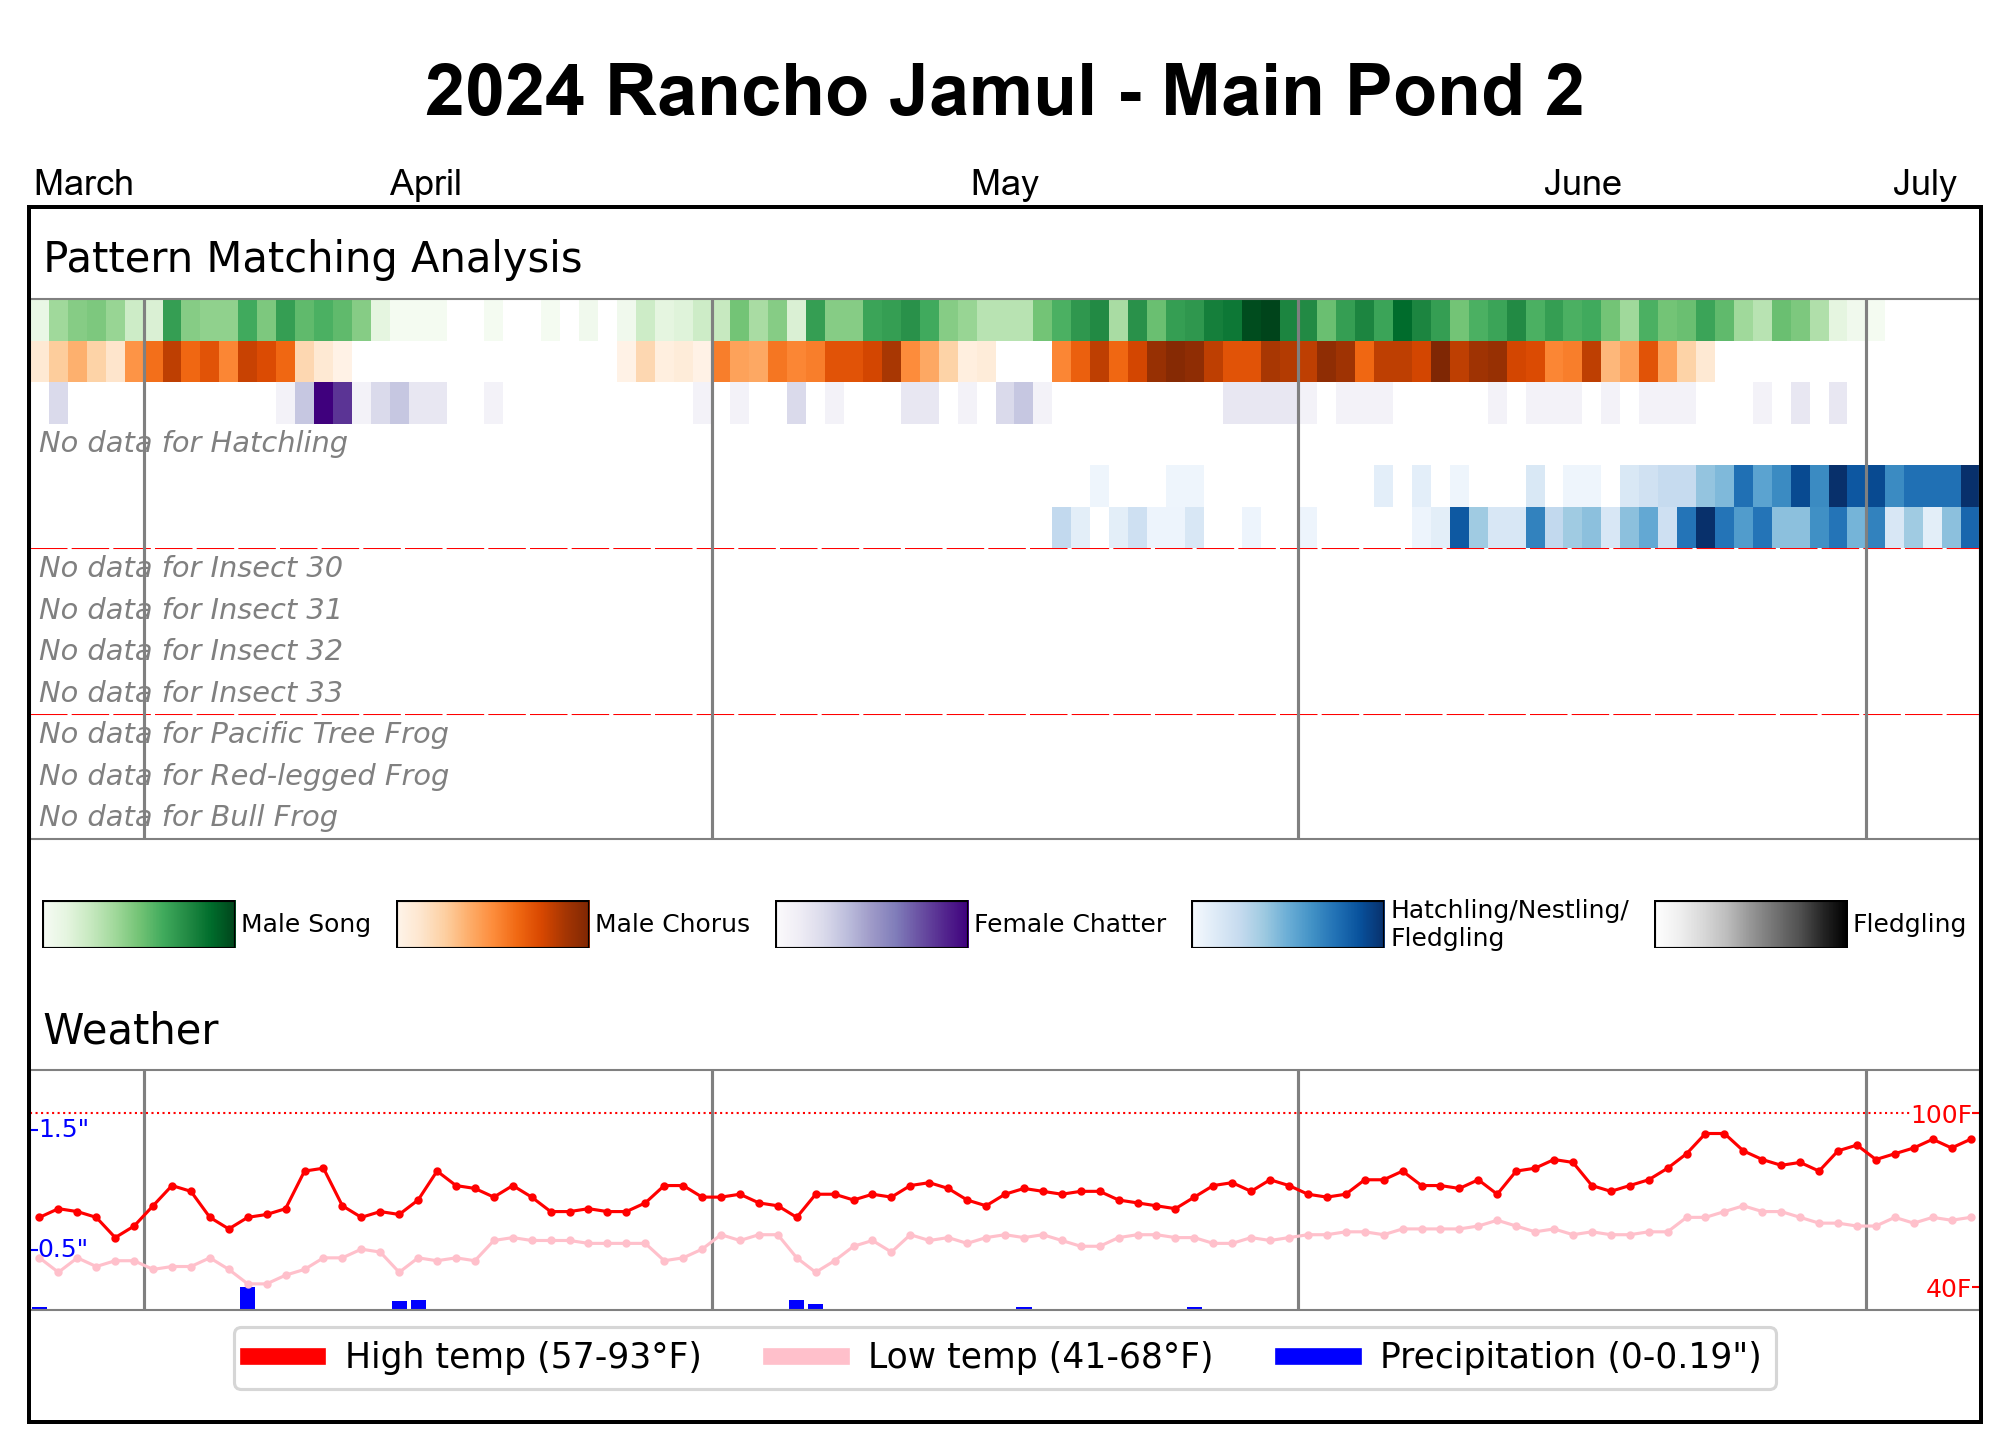 2024 Rancho Jamul - Main Pond 2
March April May June July
Pattern Matching Analysis
No data for Hatchling
No data for Insect 30
No data for Insect 31
No data for Insect 32
No data for Insect 33
No data for Pacific Tree Frog
No data for Red-legged Frog
No data for Bull Frog
Male Song
Male Chorus
Female Chatter
Hatchling/Nestling/
Fledgling
Fledgling
Weather
1.5"
100F
0.5"
40F
High temp (57-93°F) Low temp (41-68°F) Precipitation (0-0.19")